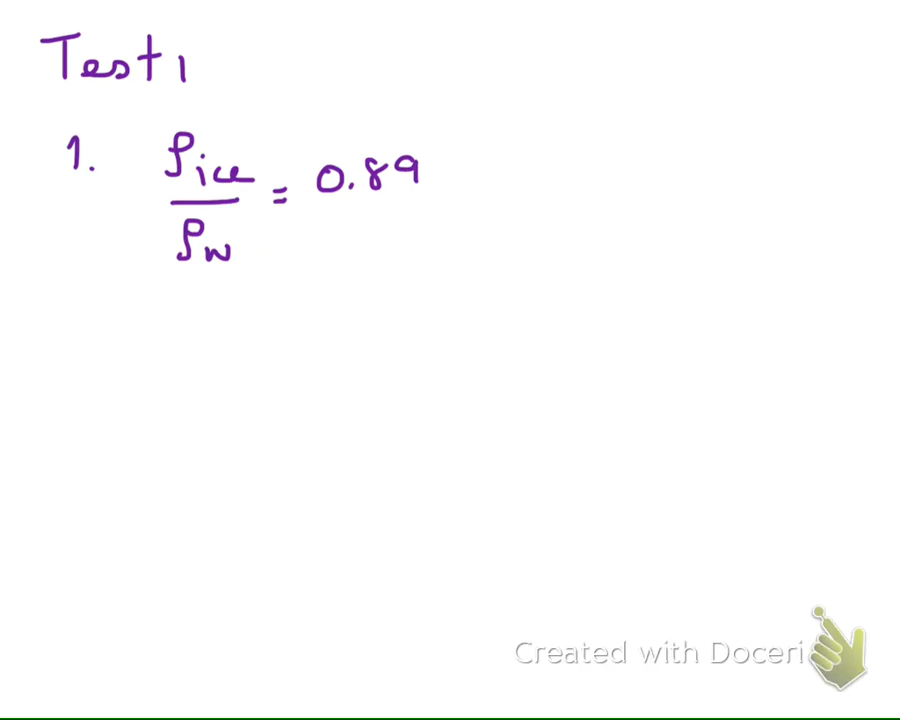 Test 1
1. ρice/ρw = 0.89
Created with Doceri